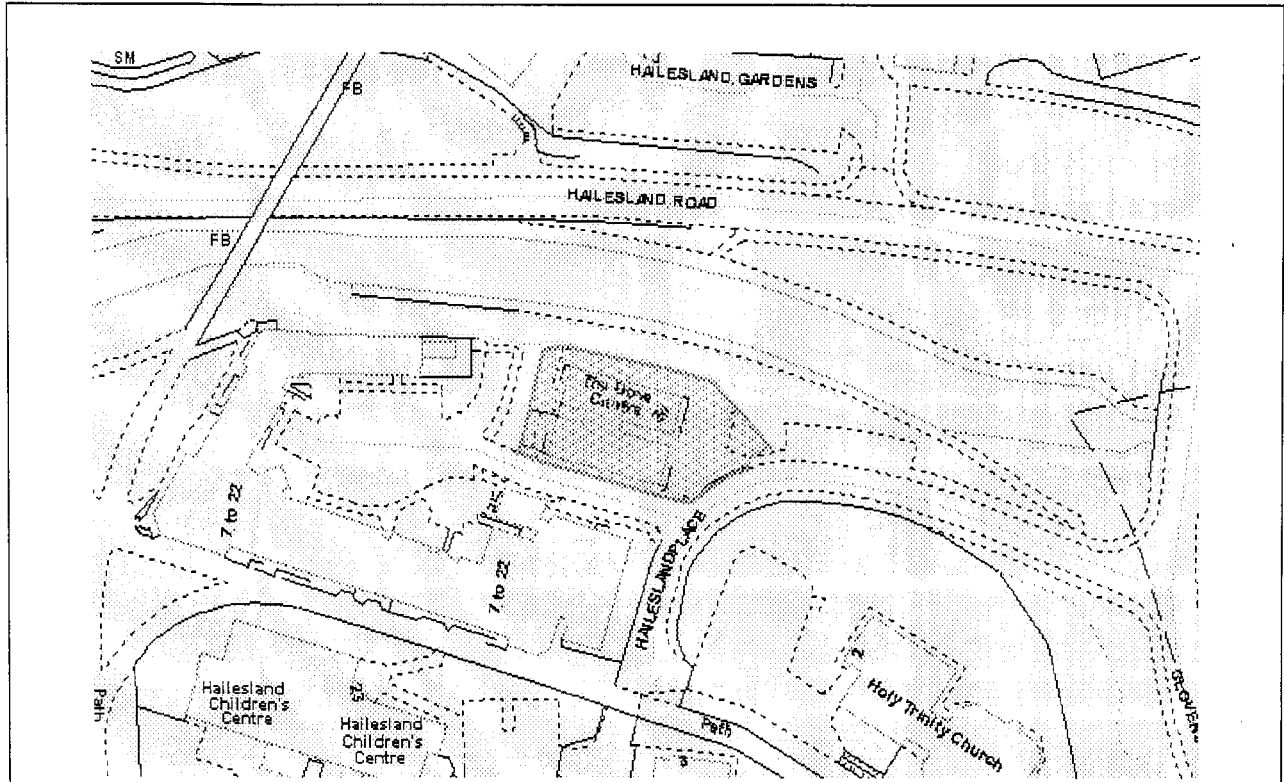 SM
FB
HAILESLAND GARDENS
HAILESLAND ROAD
FB
Centre
7 to 22
7 to 22
HAILESLAND PLACE
2
Holy Trinity Church
Path
Hailesland
Children's
Centre
Hailesland
Children's
Centre
Path
3